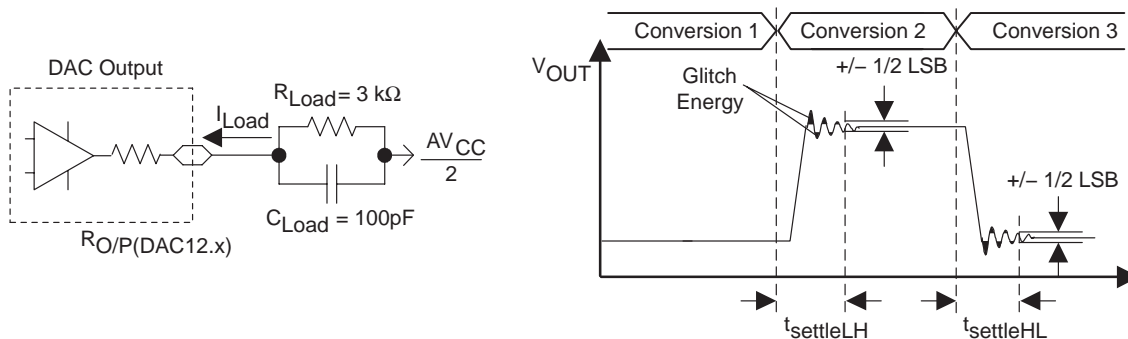 DAC Output
I_Load
R_Load = 3 kΩ
AV_CC
2
C_Load = 100pF
R_O/P(DAC12.x)
Conversion 1
Conversion 2
Conversion 3
V_OUT
Glitch
Energy
+/− 1/2 LSB
+/− 1/2 LSB
t_settleLH
t_settleHL